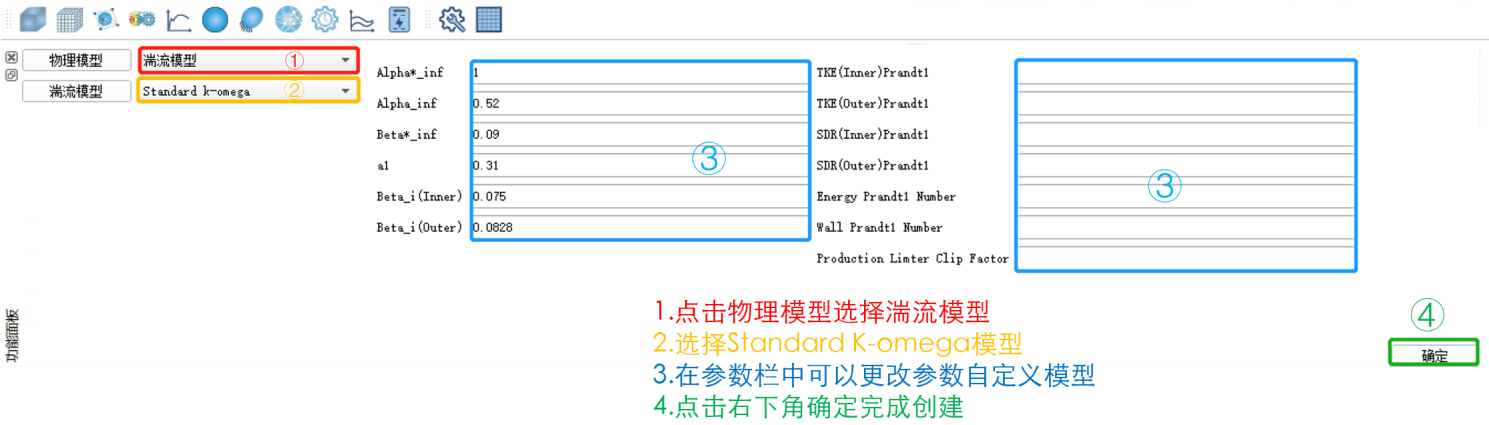 物理模型
湍流模型
①
湍流模型
Standard k-omega
②
Alpha*_inf
1
Alpha_inf
0.52
Beta*_inf
0.09
a1
0.31
Beta_i(Inner)
0.075
Beta_i(Outer)
0.0828
③
TKE(Inner)Prandt1
TKE(Outer)Prandt1
SDR(Inner)Prandt1
SDR(Outer)Prandt1
Energy Prandt1 Number
Wall Prandt1 Number
Production Limter Clip Factor
③
功能面板
1.点击物理模型选择湍流模型
2.选择Standard K-omega模型
3.在参数栏中可以更改参数自定义模型
4.点击右下角确定完成创建
④
确定